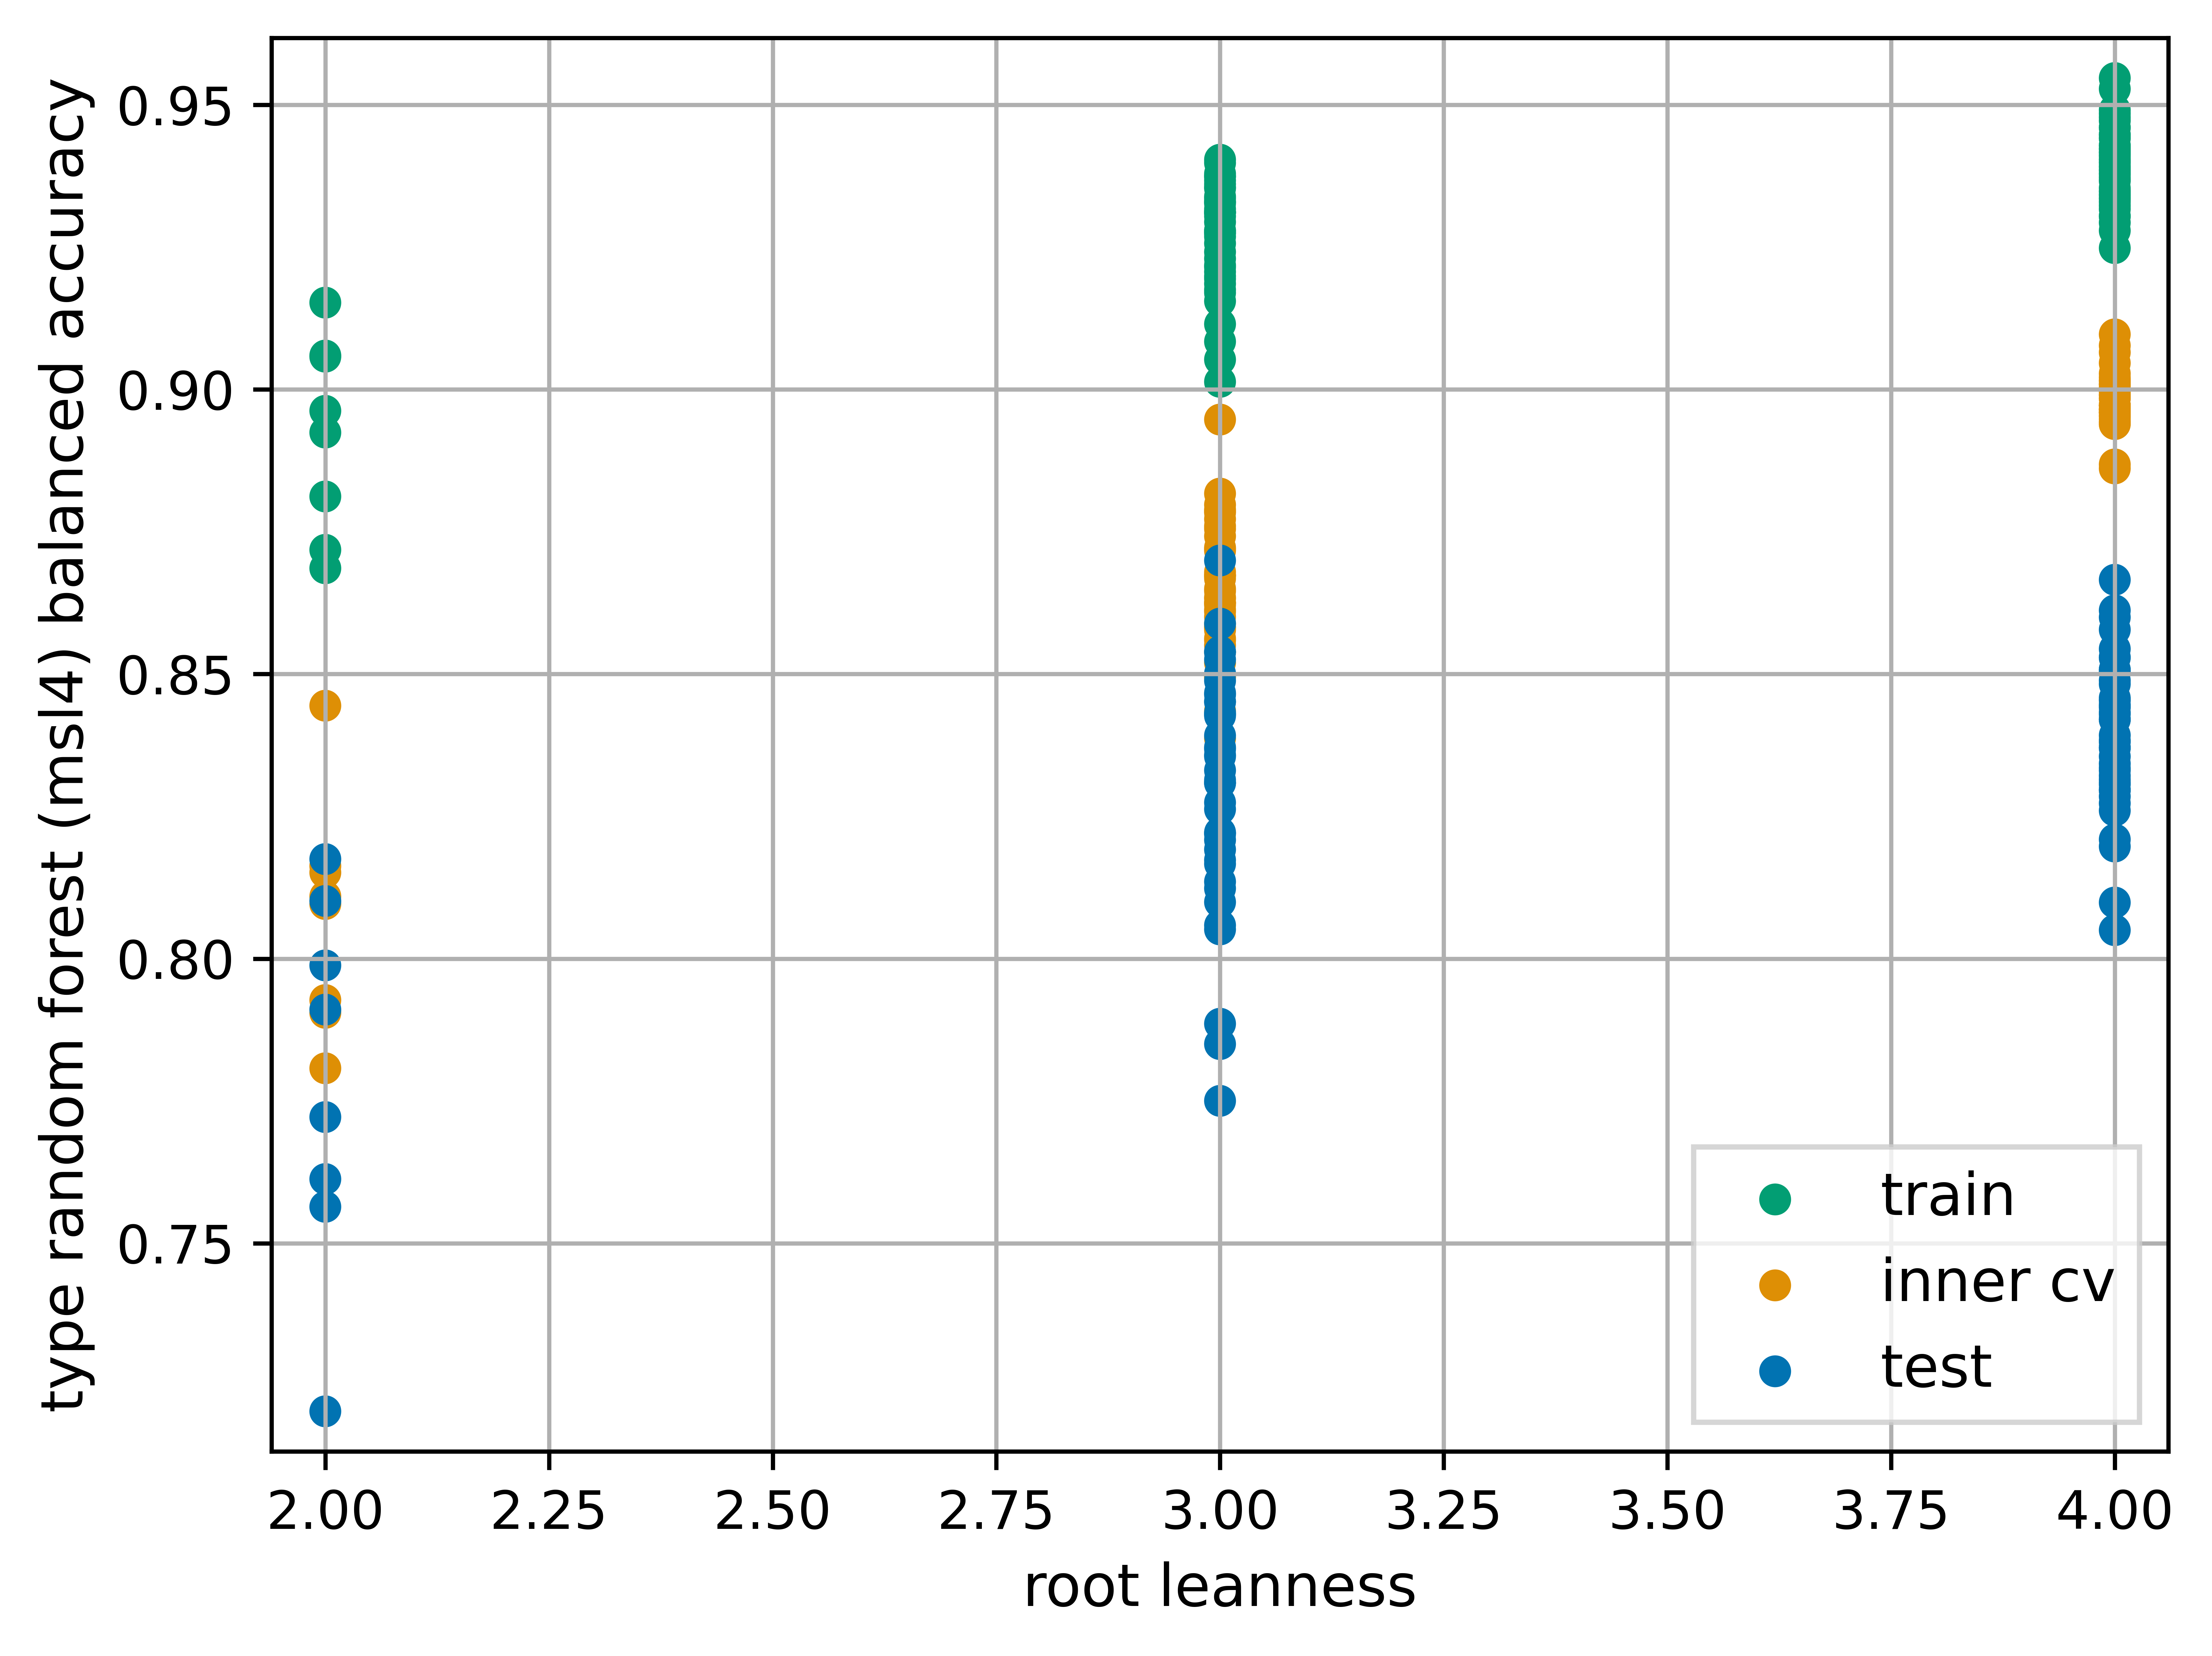 type random forest (msl4) balanced accuracy
0.95
0.90
0.85
0.80
0.75
train
inner cv
test
2.00 2.25 2.50 2.75 3.00 3.25 3.50 3.75 4.00
root leanness